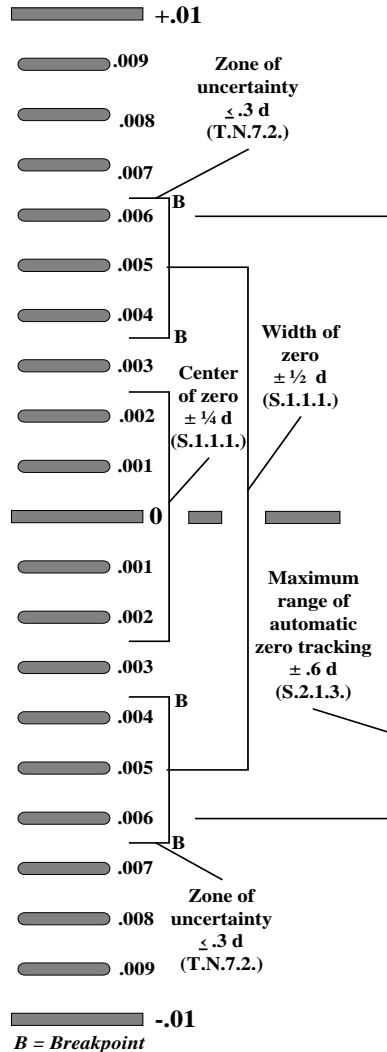 +.01
.009
Zone of
uncertainty
< .3 d
(T.N.7.2.)
.008
.007
B
.006
.005
.004
B
Width of
zero
± ½ d
(S.1.1.1.)
.003
Center
of zero
± ¼ d
(S.1.1.1.)
.002
.001
0
.001
Maximum
range of
automatic
zero tracking
± .6 d
(S.2.1.3.)
.002
.003
B
.004
.005
.006
B
.007
Zone of
uncertainty
< .3 d
(T.N.7.2.)
.008
.009
-.01
B = Breakpoint